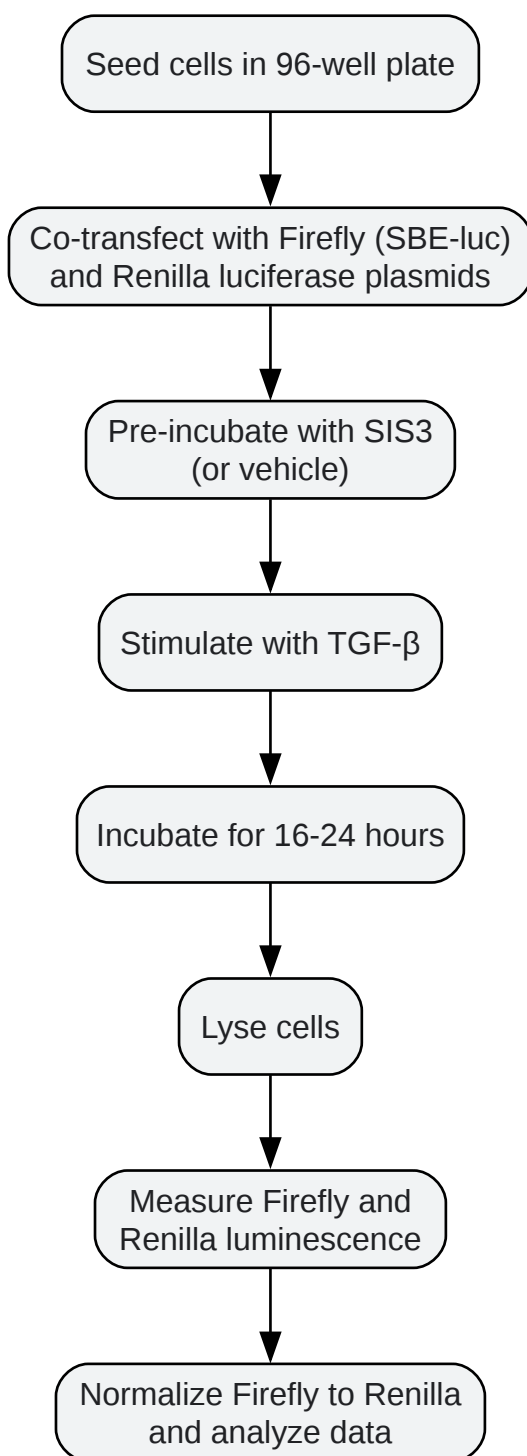 Seed cells in 96-well plate
Co-transfect with Firefly (SBE-luc)
and Renilla luciferase plasmids
Pre-incubate with SIS3
(or vehicle)
Stimulate with TGF-β
Incubate for 16-24 hours
Lyse cells
Measure Firefly and
Renilla luminescence
Normalize Firefly to Renilla
and analyze data